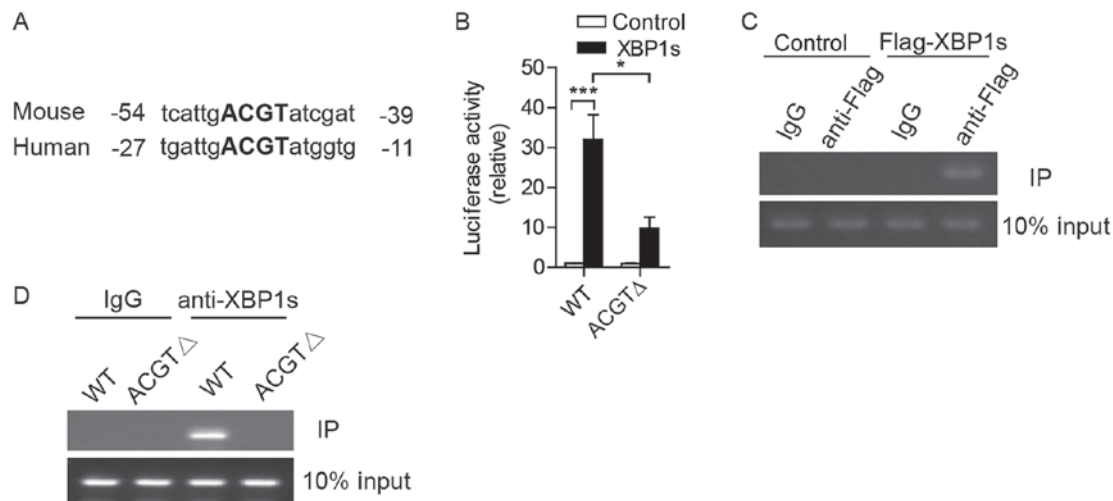 A
Mouse -54 tcattgACGTatcgat -39
Human -27 tgattgACGTatggtg -11
B
Control
XBP1s
Luciferase activity
(relative)
50
40
30
20
10
0
***
*
WT
ACGTΔ
C
Control Flag-XBP1s
IgG
anti-Flag
IgG
anti-Flag
IP
10% input
D
IgG anti-XBP1s
WT
ACGT△
WT
ACGT△
IP
10% input